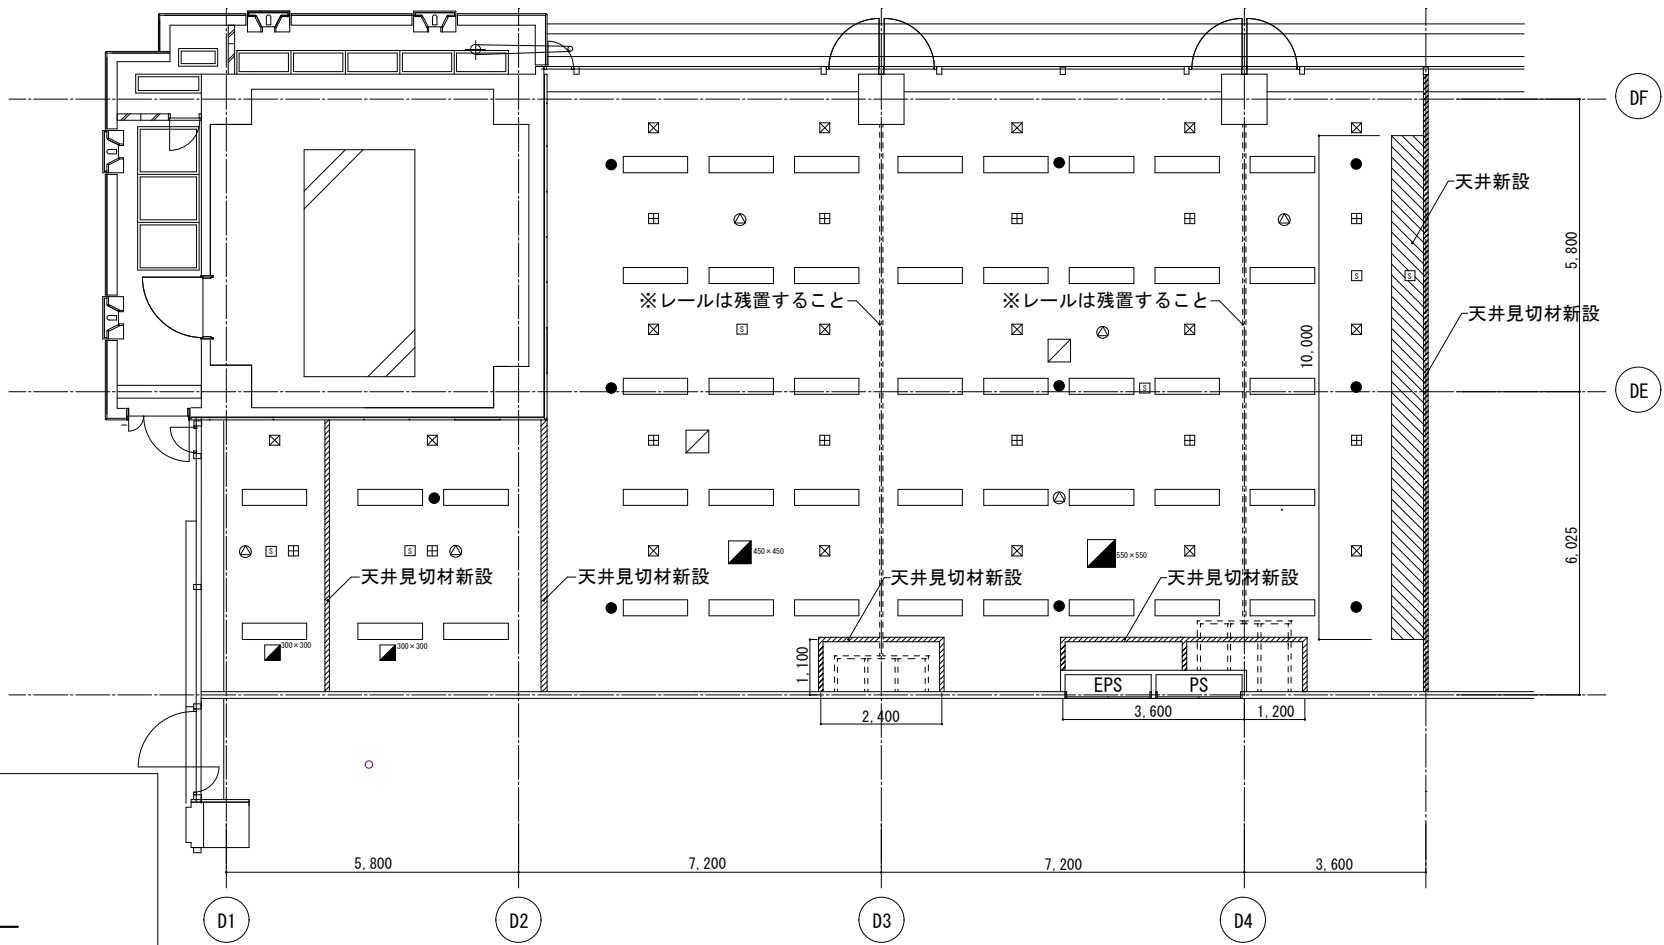 DF
天井新設
5,800
S
S
※レールは残置すること
※レールは残置すること
天井見切材新設
10,000
S
DE
S
S
S
450×450
550×550
6,025
天井見切材新設
天井見切材新設
天井見切材新設
天井見切材新設
300×300
300×300
1,100
EPS
PS
2,400
3,600
1,200
5,800
7,200
7,200
3,600
D1
D2
D3
D4